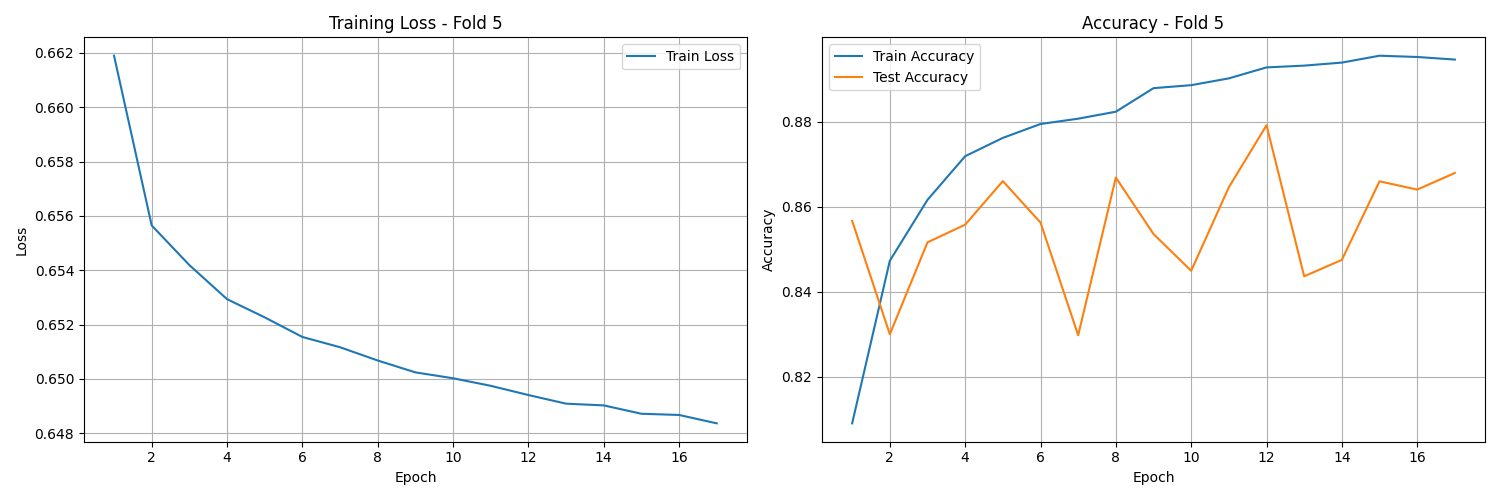 Training Loss - Fold 5
Train Loss
0.662
0.660
0.658
0.656
0.654
0.652
0.650
0.648
Loss
2 4 6 8 10 12 14 16
Epoch
Accuracy - Fold 5
Train Accuracy
Test Accuracy
0.88
0.86
0.84
0.82
Accuracy
2 4 6 8 10 12 14 16
Epoch